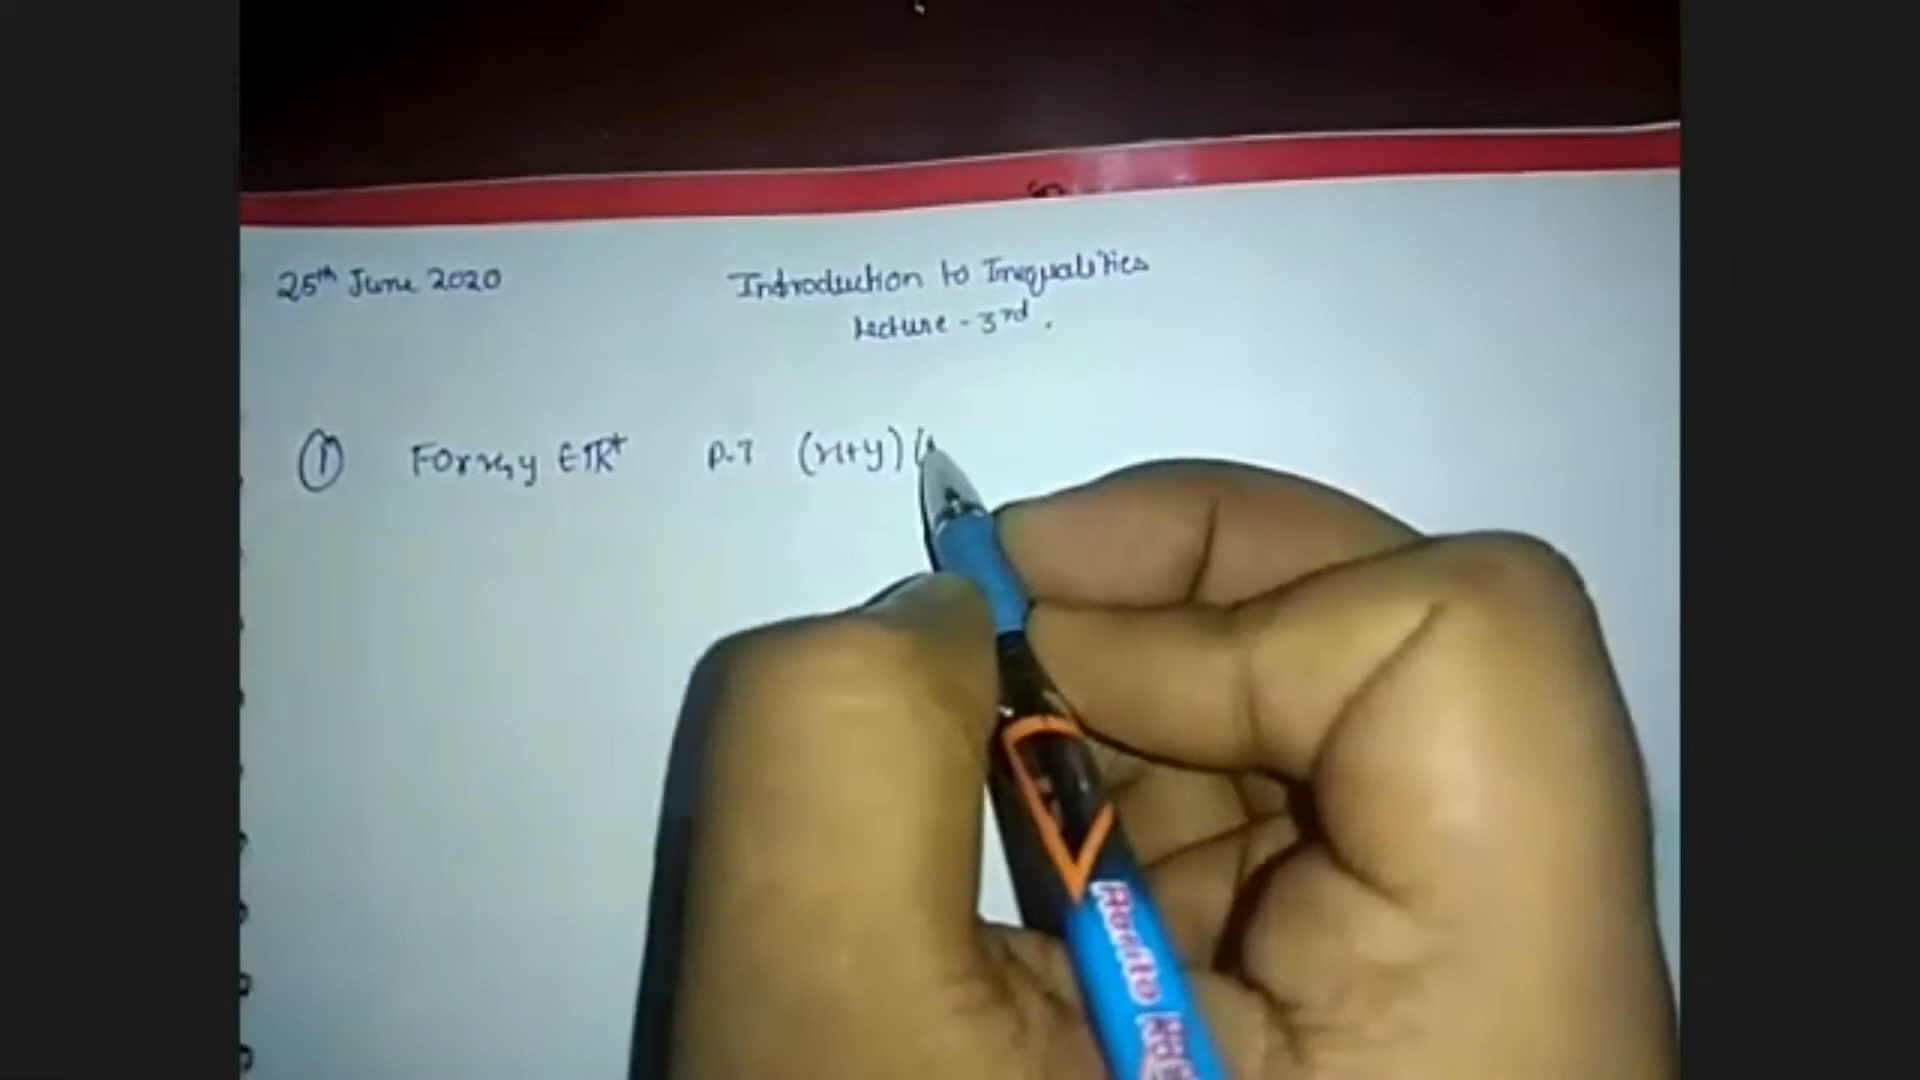 25th June 2020
Introduction to Inequalities
Lecture - 3rd.
① For x, y ∈ R⁺ P.T (x+y) (